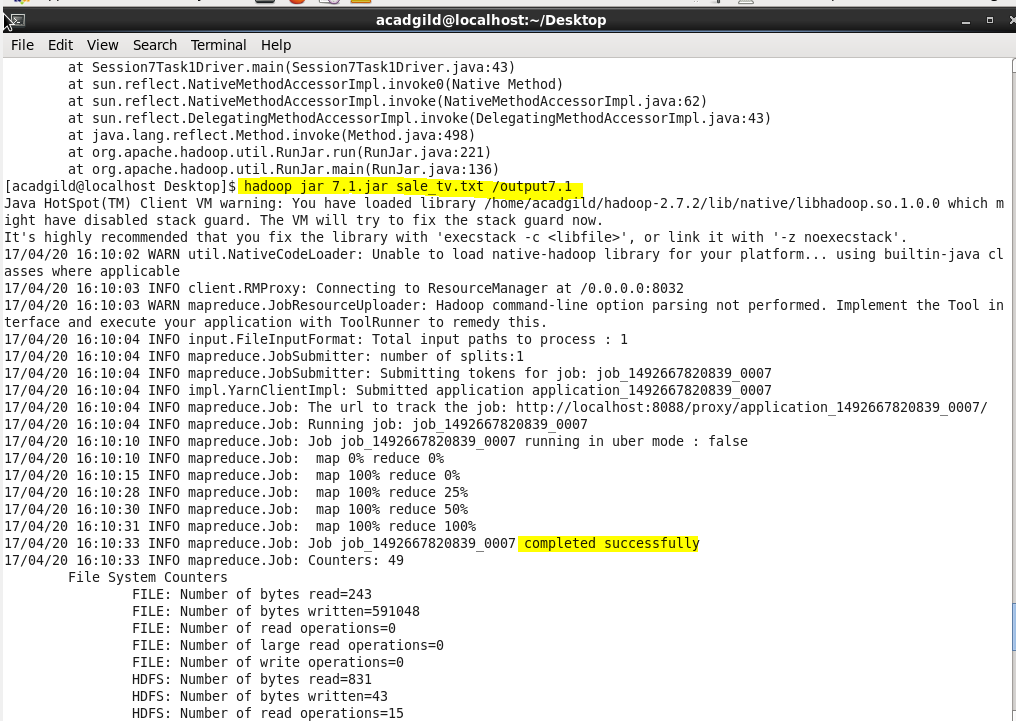 acadgild@localhost:~/Desktop
File Edit View Search Terminal Help
at Session7Task1Driver.main(Session7Task1Driver.java:43)
at sun.reflect.NativeMethodAccessorImpl.invoke0(Native Method)
at sun.reflect.NativeMethodAccessorImpl.invoke(NativeMethodAccessorImpl.java:62)
at sun.reflect.DelegatingMethodAccessorImpl.invoke(DelegatingMethodAccessorImpl.java:43)
at java.lang.reflect.Method.invoke(Method.java:498)
at org.apache.hadoop.util.RunJar.run(RunJar.java:221)
at org.apache.hadoop.util.RunJar.main(RunJar.java:136)
[acadgild@localhost Desktop]$ hadoop jar 7.1.jar sale_tv.txt /output7.1
Java HotSpot(TM) Client VM warning: You have loaded library /home/acadgild/hadoop-2.7.2/lib/native/libhadoop.so.1.0.0 which m
ight have disabled stack guard. The VM will try to fix the stack guard now.
It's highly recommended that you fix the library with 'execstack -c <libfile>', or link it with '-z noexecstack'.
17/04/20 16:10:02 WARN util.NativeCodeLoader: Unable to load native-hadoop library for your platform... using builtin-java cl
asses where applicable
17/04/20 16:10:03 INFO client.RMProxy: Connecting to ResourceManager at /0.0.0.0:8032
17/04/20 16:10:03 WARN mapreduce.JobResourceUploader: Hadoop command-line option parsing not performed. Implement the Tool in
terface and execute your application with ToolRunner to remedy this.
17/04/20 16:10:04 INFO input.FileInputFormat: Total input paths to process : 1
17/04/20 16:10:04 INFO mapreduce.JobSubmitter: number of splits:1
17/04/20 16:10:04 INFO mapreduce.JobSubmitter: Submitting tokens for job: job_1492667820839_0007
17/04/20 16:10:04 INFO impl.YarnClientImpl: Submitted application application_1492667820839_0007
17/04/20 16:10:04 INFO mapreduce.Job: The url to track the job: http://localhost:8088/proxy/application_1492667820839_0007/
17/04/20 16:10:04 INFO mapreduce.Job: Running job: job_1492667820839_0007
17/04/20 16:10:10 INFO mapreduce.Job: Job job_1492667820839_0007 running in uber mode : false
17/04/20 16:10:10 INFO mapreduce.Job:  map 0% reduce 0%
17/04/20 16:10:15 INFO mapreduce.Job:  map 100% reduce 0%
17/04/20 16:10:28 INFO mapreduce.Job:  map 100% reduce 25%
17/04/20 16:10:30 INFO mapreduce.Job:  map 100% reduce 50%
17/04/20 16:10:31 INFO mapreduce.Job:  map 100% reduce 100%
17/04/20 16:10:33 INFO mapreduce.Job: Job job_1492667820839_0007 completed successfully
17/04/20 16:10:33 INFO mapreduce.Job: Counters: 49
File System Counters
FILE: Number of bytes read=243
FILE: Number of bytes written=591048
FILE: Number of read operations=0
FILE: Number of large read operations=0
FILE: Number of write operations=0
HDFS: Number of bytes read=831
HDFS: Number of bytes written=43
HDFS: Number of read operations=15